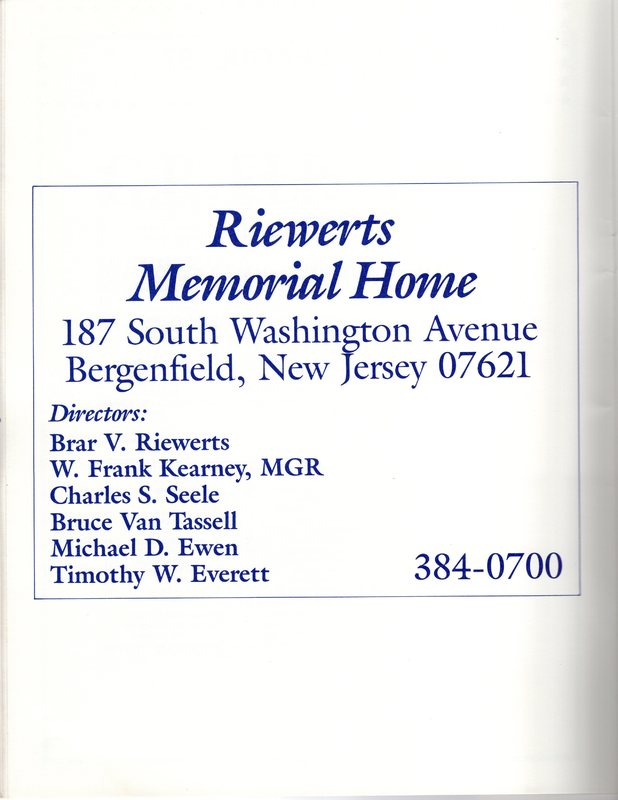 Riewerts
Memorial Home
187 South Washington Avenue
Bergenfield, New Jersey 07621
Directors:
Brar V. Riewerts
W. Frank Kearney, MGR
Charles S. Seele
Bruce Van Tassell
Michael D. Ewen
Timothy W. Everett
384-0700